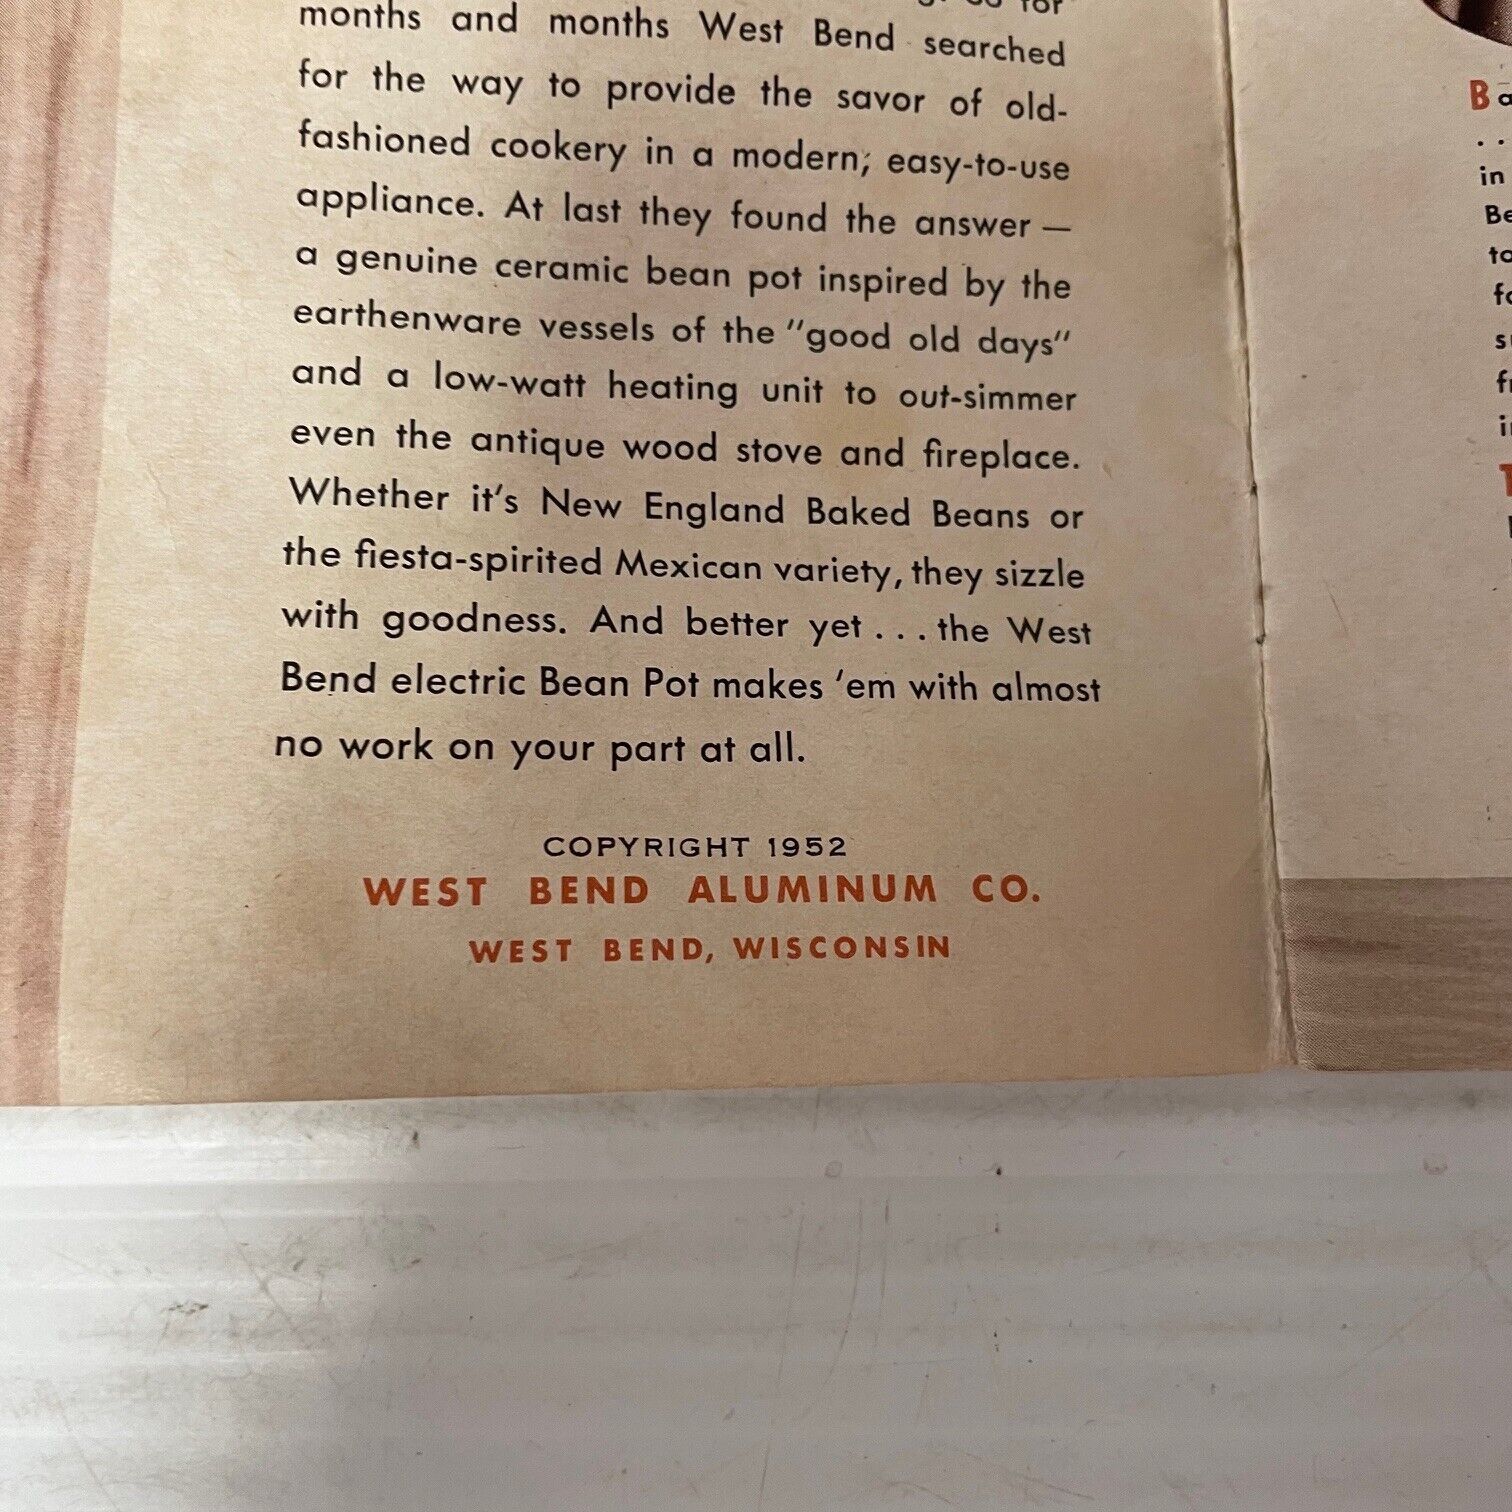 for
months and months West Bend searched
for the way to provide the savor of old-
fashioned cookery in a modern, easy-to-use
appliance. At last they found the answer —
a genuine ceramic bean pot inspired by the
earthenware vessels of the "good old days"
and a low-watt heating unit to out-simmer
even the antique wood stove and fireplace.
Whether it's New England Baked Beans or
the fiesta-spirited Mexican variety, they sizzle
with goodness. And better yet . . . the West
Bend electric Bean Pot makes 'em with almost
no work on your part at all.
COPYRIGHT 1952
WEST BEND ALUMINUM CO.
WEST BEND, WISCONSIN
. .
in